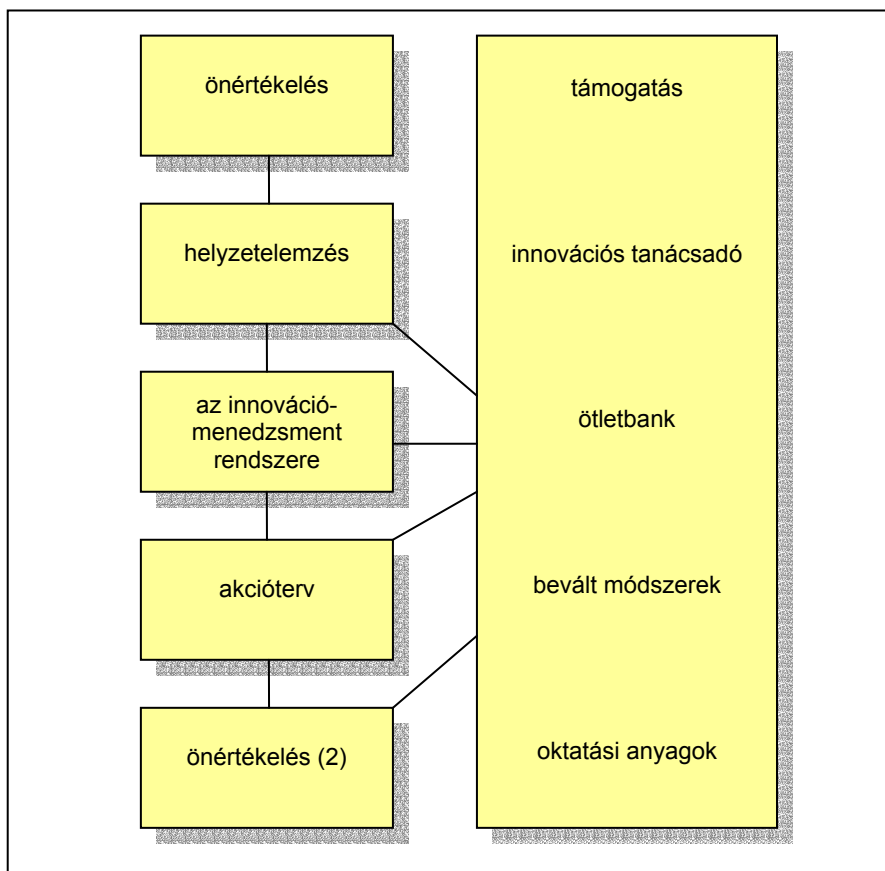 önértékelés
helyzetelemzés
az innováció-
menedzsment
rendszere
akcióterv
önértékelés (2)
támogatás
innovációs tanácsadó
ötletbank
bevált módszerek
oktatási anyagok